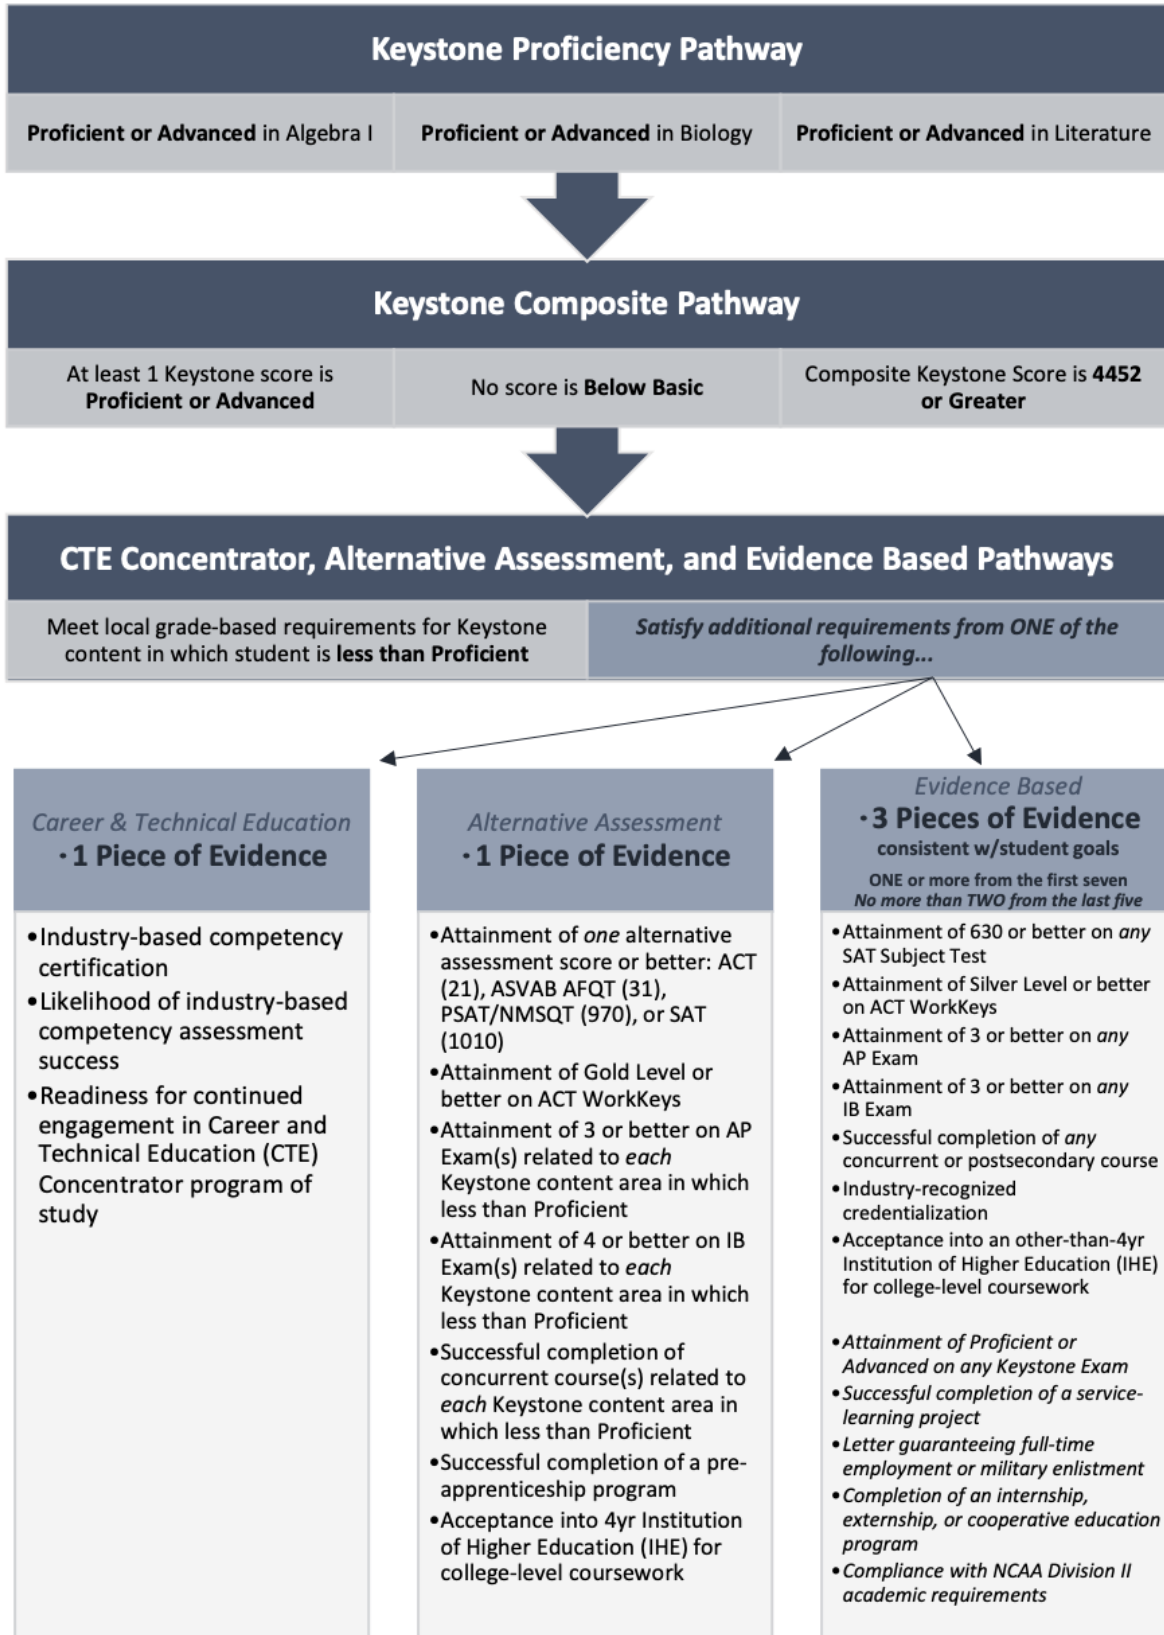 Keystone Proficiency Pathway
Proficient or Advanced in Algebra I
Proficient or Advanced in Biology
Proficient or Advanced in Literature
Keystone Composite Pathway
At least 1 Keystone score is
Proficient or Advanced
No score is Below Basic
Composite Keystone Score is 4452
or Greater
CTE Concentrator, Alternative Assessment, and Evidence Based Pathways
Meet local grade-based requirements for Keystone
content in which student is less than Proficient
Satisfy additional requirements from ONE of the
following...
Career & Technical Education
· 1 Piece of Evidence
•Industry-based competency
certification
•Likelihood of industry-based
competency assessment
success
•Readiness for continued
engagement in Career and
Technical Education (CTE)
Concentrator program of
study
Alternative Assessment
· 1 Piece of Evidence
•Attainment of one alternative
assessment score or better: ACT
(21), ASVAB AFQT (31),
PSAT/NMSQT (970), or SAT
(1010)
•Attainment of Gold Level or
better on ACT WorkKeys
•Attainment of 3 or better on AP
Exam(s) related to each
Keystone content area in which
less than Proficient
•Attainment of 4 or better on IB
Exam(s) related to each
Keystone content area in which
less than Proficient
•Successful completion of
concurrent course(s) related to
each Keystone content area in
which less than Proficient
•Successful completion of a pre-
apprenticeship program
•Acceptance into 4yr Institution
of Higher Education (IHE) for
college-level coursework
Evidence Based
· 3 Pieces of Evidence
consistent w/student goals
ONE or more from the first seven
No more than TWO from the last five
•Attainment of 630 or better on any
SAT Subject Test
•Attainment of Silver Level or better
on ACT WorkKeys
•Attainment of 3 or better on any
AP Exam
•Attainment of 3 or better on any
IB Exam
•Successful completion of any
concurrent or postsecondary course
•Industry-recognized
credentialization
•Acceptance into an other-than-4yr
Institution of Higher Education (IHE)
for college-level coursework
•Attainment of Proficient or
Advanced on any Keystone Exam
•Successful completion of a service-
learning project
•Letter guaranteeing full-time
employment or military enlistment
•Completion of an internship,
externship, or cooperative education
program
•Compliance with NCAA Division II
academic requirements